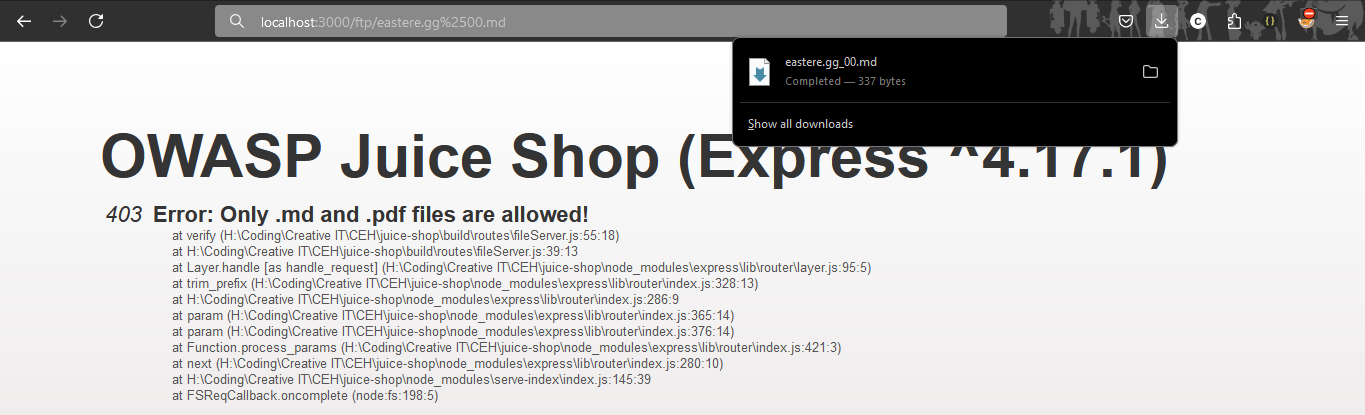 localhost:3000/ftp/eastere.gg%2500.md
C
{}
eastere.gg_00.md
Completed — 337 bytes
Show all downloads
OWASP Juice Shop (Express ^4.17.1)
403 Error: Only .md and .pdf files are allowed!
at verify (H:\Coding\Creative IT\CEH\juice-shop\build\routes\fileServer.js:55:18)
at H:\Coding\Creative IT\CEH\juice-shop\build\routes\fileServer.js:39:13
at Layer.handle [as handle_request] (H:\Coding\Creative IT\CEH\juice-shop\node_modules\express\lib\router\layer.js:95:5)
at trim_prefix (H:\Coding\Creative IT\CEH\juice-shop\node_modules\express\lib\router\index.js:328:13)
at H:\Coding\Creative IT\CEH\juice-shop\node_modules\express\lib\router\index.js:286:9
at param (H:\Coding\Creative IT\CEH\juice-shop\node_modules\express\lib\router\index.js:365:14)
at param (H:\Coding\Creative IT\CEH\juice-shop\node_modules\express\lib\router\index.js:376:14)
at Function.process_params (H:\Coding\Creative IT\CEH\juice-shop\node_modules\express\lib\router\index.js:421:3)
at next (H:\Coding\Creative IT\CEH\juice-shop\node_modules\express\lib\router\index.js:280:10)
at H:\Coding\Creative IT\CEH\juice-shop\node_modules\serve-index\index.js:145:39
at FSReqCallback.oncomplete (node:fs:198:5)